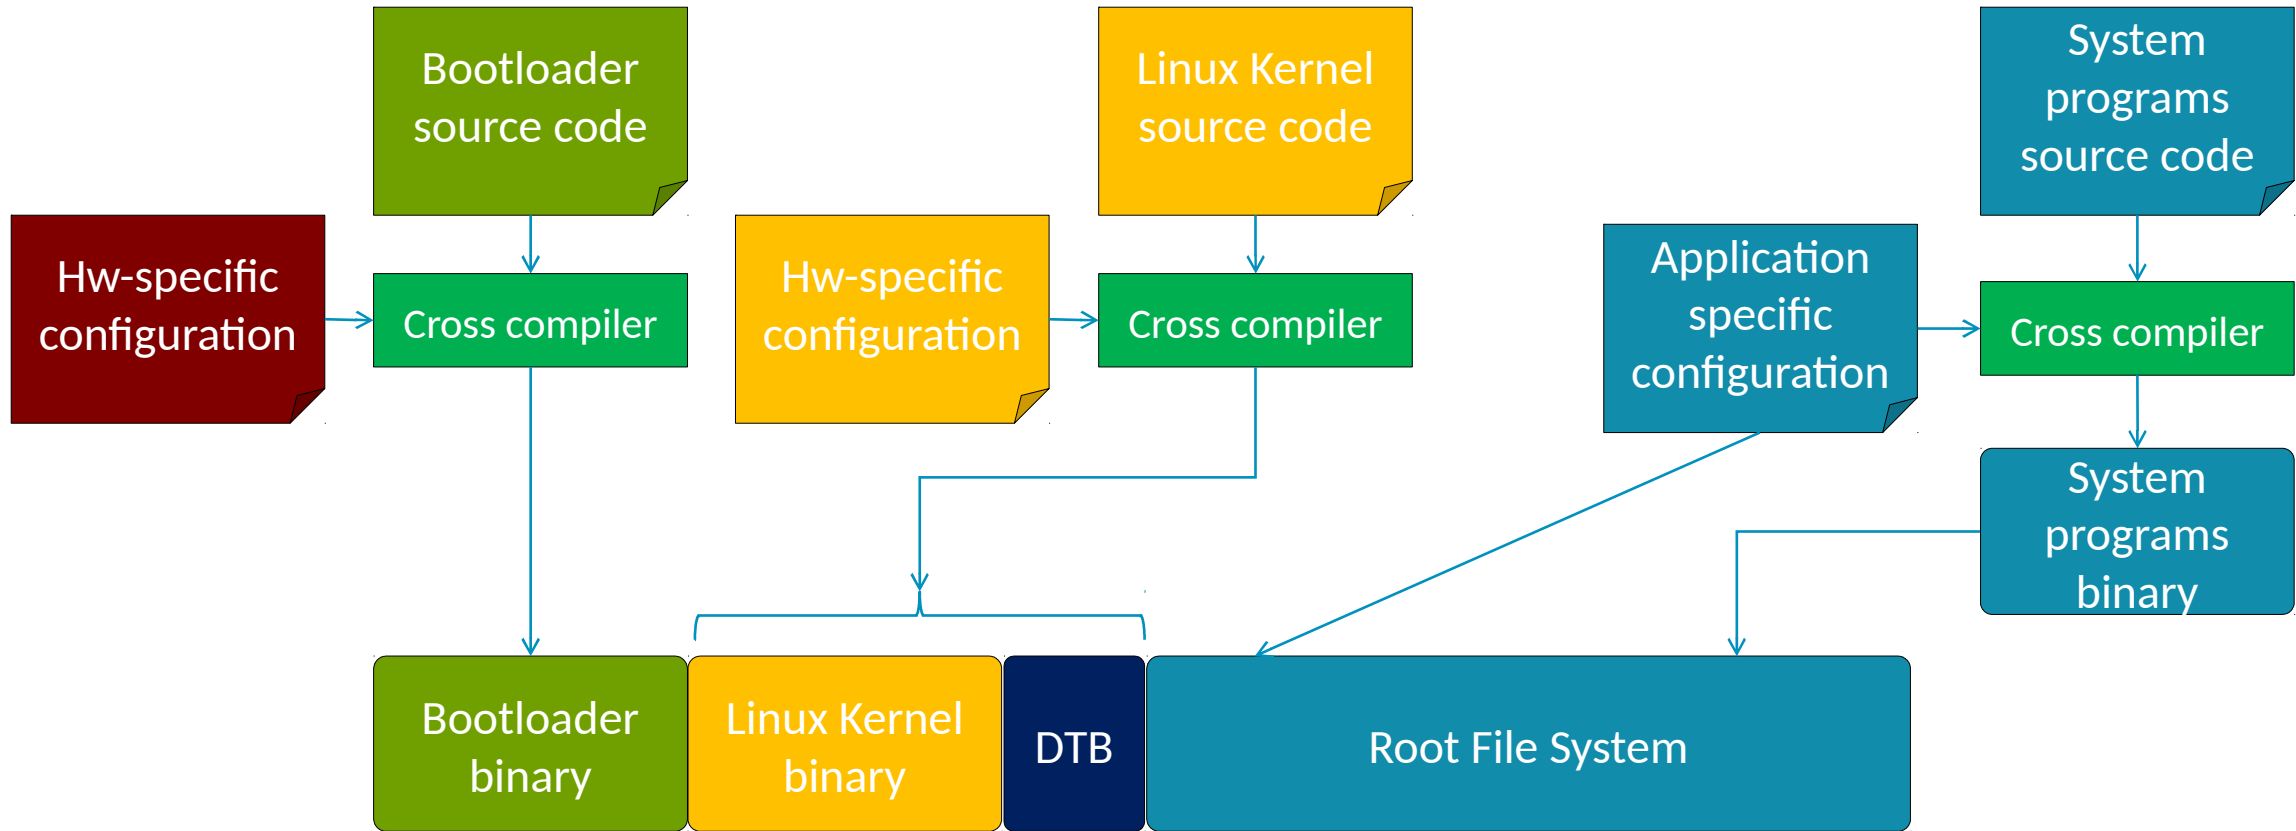 Bootloader
source code
Linux Kernel
source code
System
programs
source code
Hw-specific
configuration
Cross compiler
Hw-specific
configuration
Cross compiler
Application
specific
configuration
Cross compiler
System
programs
binary
Bootloader
binary
Linux Kernel
binary
DTB
Root File System